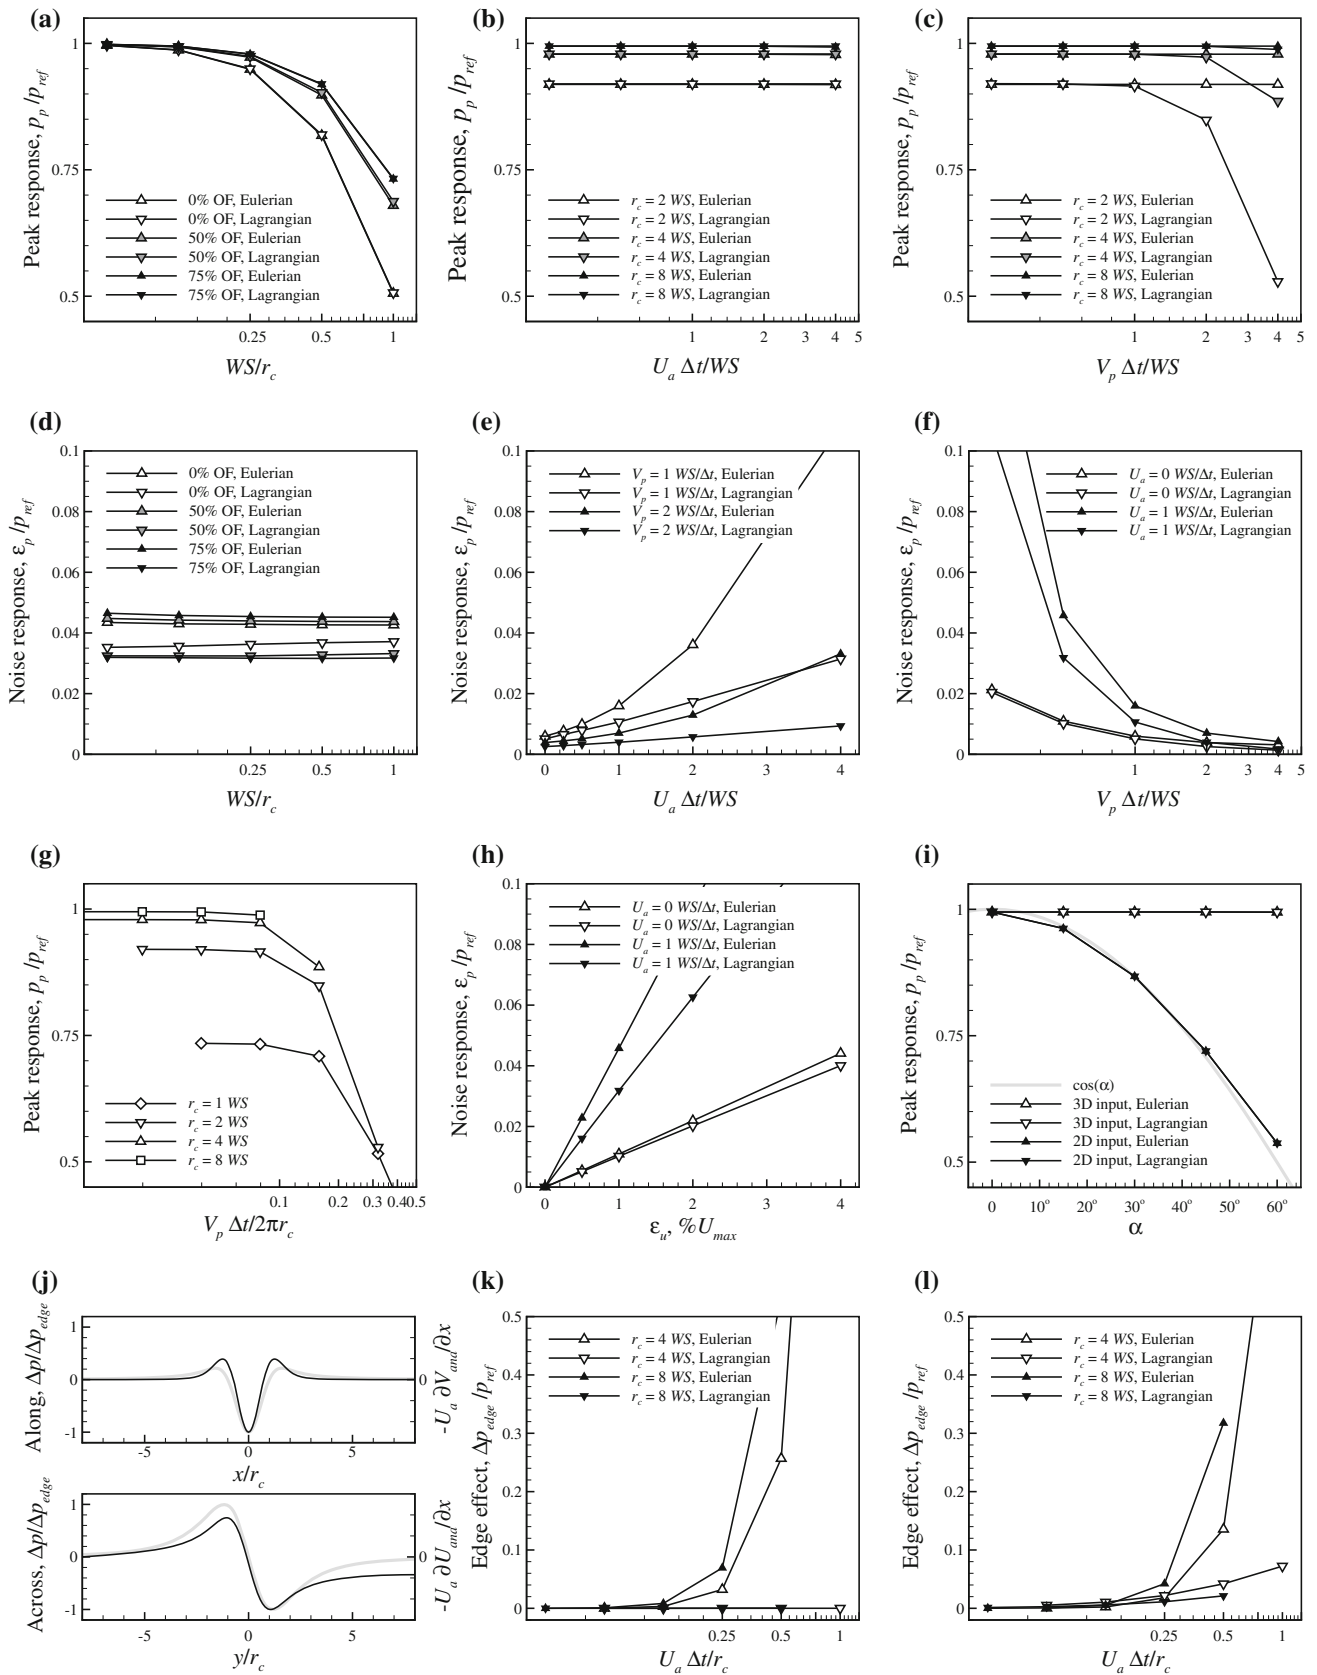 (a)
Peak response, p_p /p_ref
1
0.75
0.5
0% OF, Eulerian
0% OF, Lagrangian
50% OF, Eulerian
50% OF, Lagrangian
75% OF, Eulerian
75% OF, Lagrangian
0.25 0.5 1
WS/r_c
(b)
Peak response, p_p /p_ref
1
0.75
0.5
r_c = 2 WS, Eulerian
r_c = 2 WS, Lagrangian
r_c = 4 WS, Eulerian
r_c = 4 WS, Lagrangian
r_c = 8 WS, Eulerian
r_c = 8 WS, Lagrangian
1 2 3 4 5
U_a Δt/WS
(c)
Peak response, p_p /p_ref
1
0.75
0.5
r_c = 2 WS, Eulerian
r_c = 2 WS, Lagrangian
r_c = 4 WS, Eulerian
r_c = 4 WS, Lagrangian
r_c = 8 WS, Eulerian
r_c = 8 WS, Lagrangian
1 2 3 4 5
V_p Δt/WS
(d)
Noise response, ε_p /p_ref
0.1
0.08
0.06
0.04
0.02
0
0% OF, Eulerian
0% OF, Lagrangian
50% OF, Eulerian
50% OF, Lagrangian
75% OF, Eulerian
75% OF, Lagrangian
0.25 0.5 1
WS/r_c
(e)
Noise response, ε_p /p_ref
0.1
0.08
0.06
0.04
0.02
0
V_p = 1 WS/Δt, Eulerian
V_p = 1 WS/Δt, Lagrangian
V_p = 2 WS/Δt, Eulerian
V_p = 2 WS/Δt, Lagrangian
0 1 2 3 4
U_a Δt/WS
(f)
Noise response, ε_p /p_ref
0.1
0.08
0.06
0.04
0.02
0
U_a = 0 WS/Δt, Eulerian
U_a = 0 WS/Δt, Lagrangian
U_a = 1 WS/Δt, Eulerian
U_a = 1 WS/Δt, Lagrangian
1 2 3 4 5
V_p Δt/WS
(g)
Peak response, p_p /p_ref
1
0.75
0.5
r_c = 1 WS
r_c = 2 WS
r_c = 4 WS
r_c = 8 WS
0.1 0.2 0.3 0.4 0.5
V_p Δt/2πr_c
(h)
Noise response, ε_p /p_ref
0.1
0.08
0.06
0.04
0.02
0
U_a = 0 WS/Δt, Eulerian
U_a = 0 WS/Δt, Lagrangian
U_a = 1 WS/Δt, Eulerian
U_a = 1 WS/Δt, Lagrangian
0 1 2 3 4
ε_u, %U_max
(i)
Peak response, p_p /p_ref
1
0.75
0.5
cos(α)
3D input, Eulerian
3D input, Lagrangian
2D input, Eulerian
2D input, Lagrangian
0 10° 20° 30° 40° 50° 60°
α
(j)
Along, Δp/Δp_edge
1
0
-1
0
-U_a ∂V_and/∂x
-5 0 5
x/r_c
Across, Δp/Δp_edge
1
0
-1
0
-U_a ∂U_and/∂x
-5 0 5
y/r_c
(k)
Edge effect, Δp_edge /p_ref
0.5
0.4
0.3
0.2
0.1
0
r_c = 4 WS, Eulerian
r_c = 4 WS, Lagrangian
r_c = 8 WS, Eulerian
r_c = 8 WS, Lagrangian
0.25 0.5 1
U_a Δt/r_c
(l)
Edge effect, Δp_edge /p_ref
0.5
0.4
0.3
0.2
0.1
0
r_c = 4 WS, Eulerian
r_c = 4 WS, Lagrangian
r_c = 8 WS, Eulerian
r_c = 8 WS, Lagrangian
0.25 0.5 1
U_a Δt/r_c